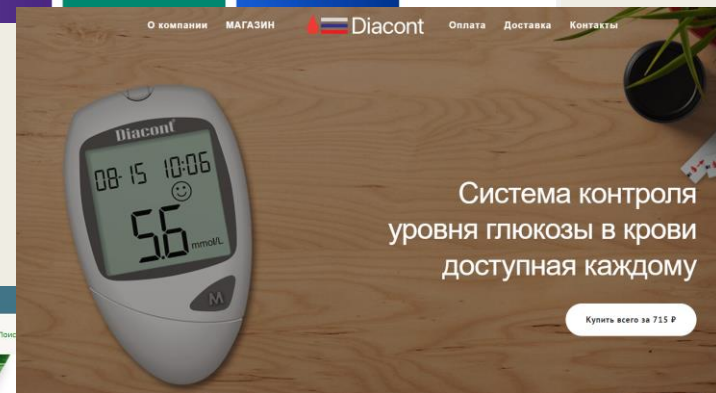 О компании МАГАЗИН Diacont Оплата Доставка Контакты
Diacont
08-15 10:06
5.6 mmol/L
M
Система контроля
уровня глюкозы в крови
доступная каждому
Купить всего за 715 ₽